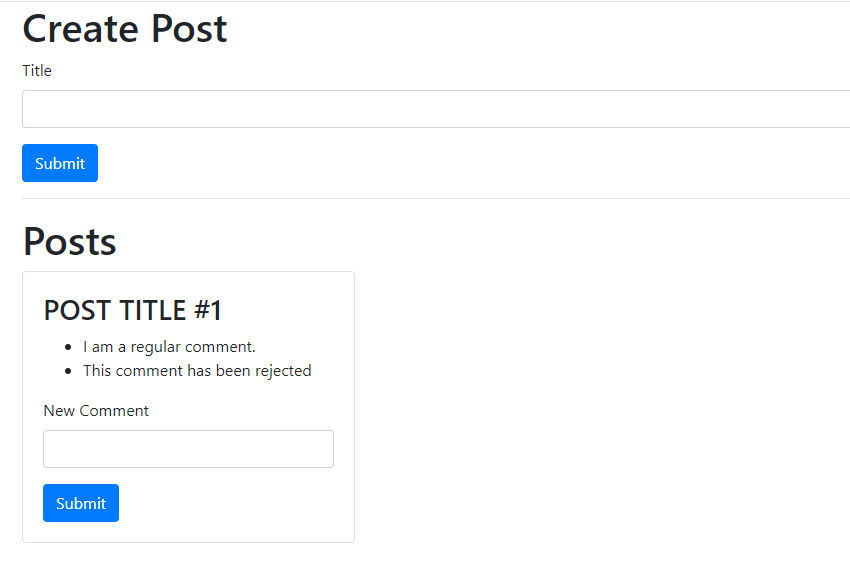 Create Post
Title
Submit
Posts
POST TITLE #1
I am a regular comment.
This comment has been rejected
New Comment
Submit